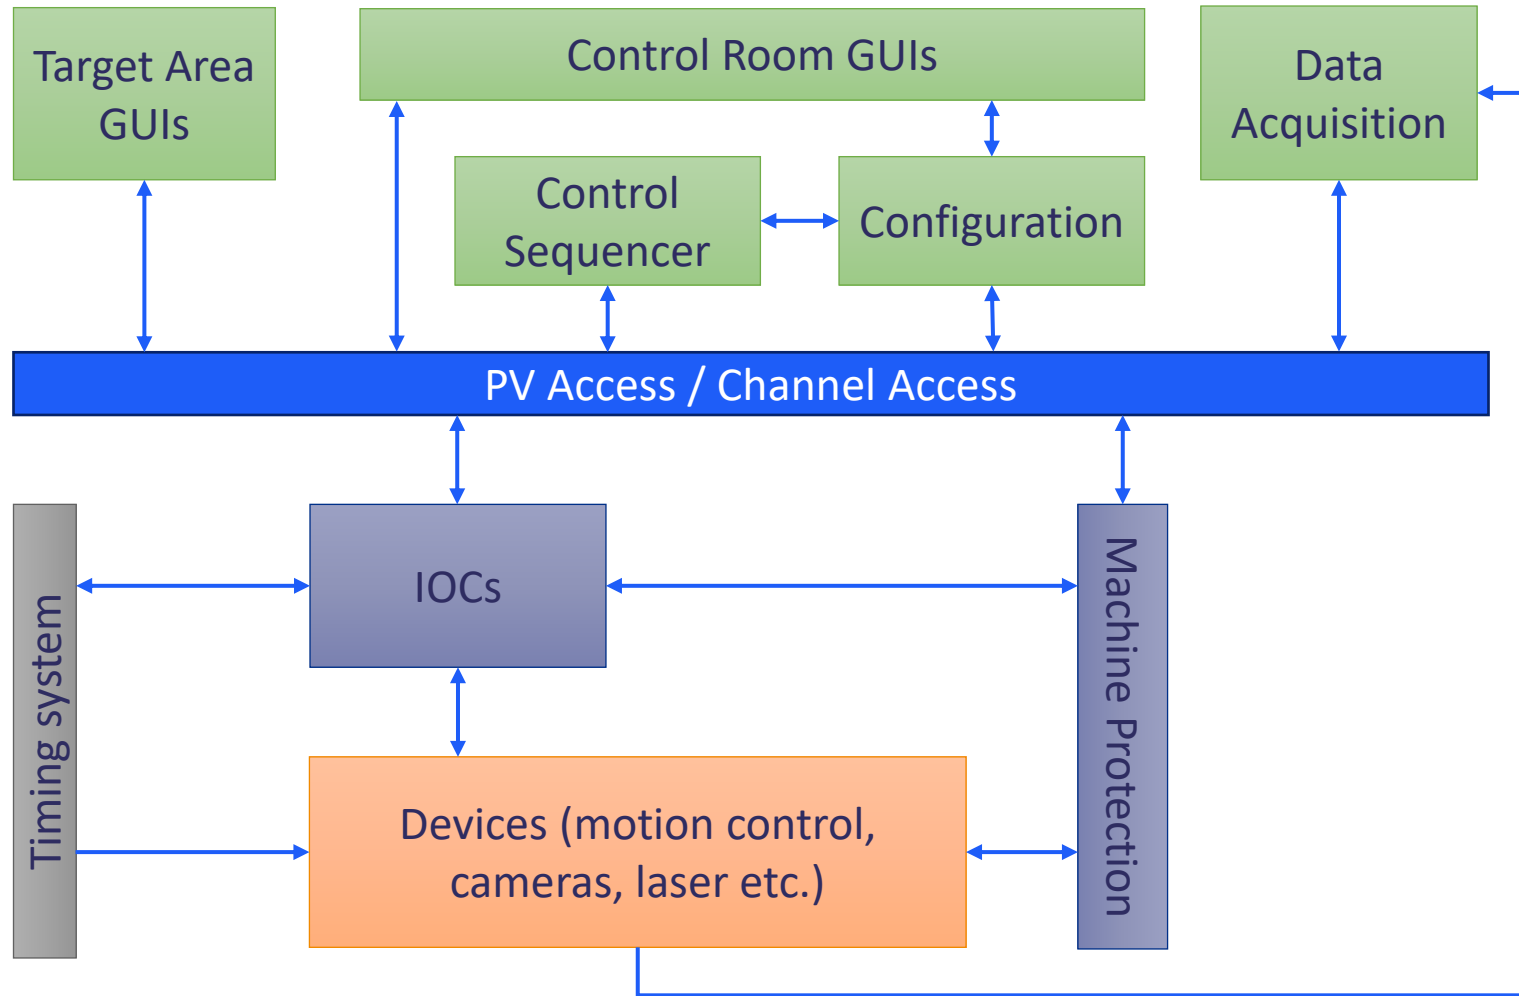 Target Area
GUIs
Control Room GUIs
Data
Acquisition
Control
Sequencer
Configuration
PV Access / Channel Access
Timing system
IOCs
Machine Protection
Devices (motion control,
cameras, laser etc.)